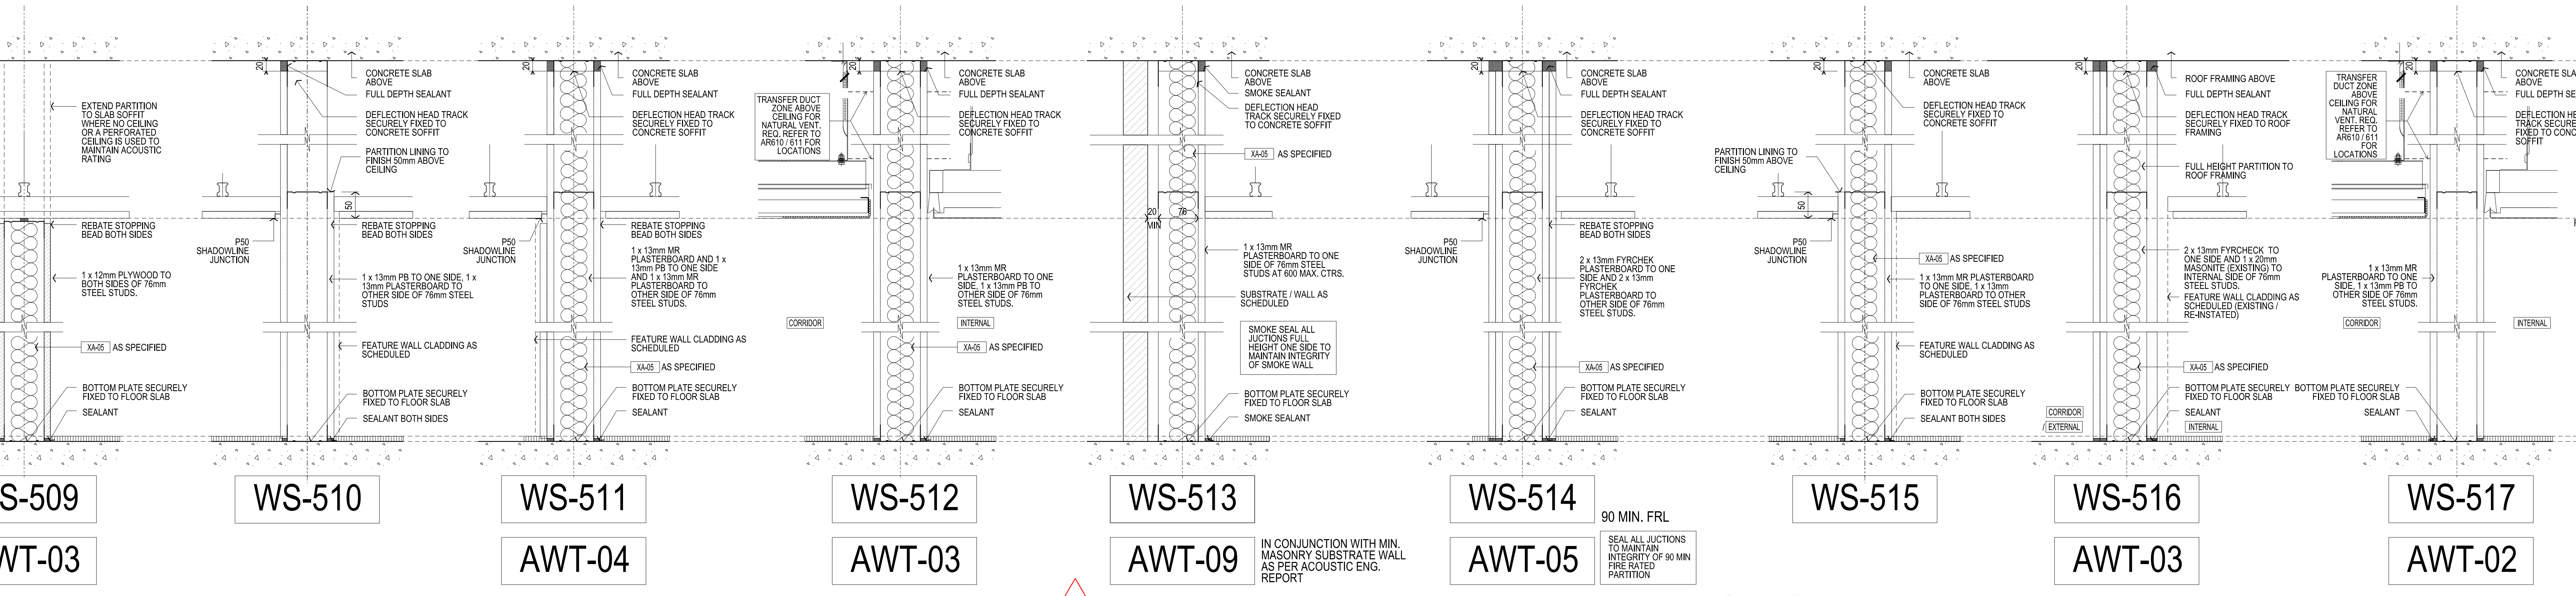 EXTEND PARTITION
TO SLAB SOFFIT
WHERE NO CEILING
OR A PERFORATED
CEILING IS USED TO
MAINTAIN ACOUSTIC
RATING
REBATE STOPPING
BEAD BOTH SIDES
1 x 12mm PLYWOOD TO
BOTH SIDES OF 76mm
STEEL STUDS.
XA-05 AS SPECIFIED
BOTTOM PLATE SECURELY
FIXED TO FLOOR SLAB
SEALANT
S-509
WT-03
20
CONCRETE SLAB
ABOVE
FULL DEPTH SEALANT
DEFLECTION HEAD TRACK
SECURELY FIXED TO
CONCRETE SOFFIT
PARTITION LINING TO
FINISH 50mm ABOVE
CEILING
50
REBATE STOPPING
BEAD BOTH SIDES
P50
SHADOWLINE
JUNCTION
1 x 13mm PB TO ONE SIDE, 1 x
13mm PLASTERBOARD TO
OTHER SIDE OF 76mm STEEL
STUDS
FEATURE WALL CLADDING AS
SCHEDULED
BOTTOM PLATE SECURELY
FIXED TO FLOOR SLAB
SEALANT BOTH SIDES
WS-510
20
CONCRETE SLAB
ABOVE
FULL DEPTH SEALANT
DEFLECTION HEAD TRACK
SECURELY FIXED TO
CONCRETE SOFFIT
REBATE STOPPING
BEAD BOTH SIDES
P50
SHADOWLINE
JUNCTION
1 x 13mm MR
PLASTERBOARD AND 1 x
13mm PB TO ONE SIDE
AND 1 x 13mm MR
PLASTERBOARD TO
OTHER SIDE OF 76mm
STEEL STUDS.
FEATURE WALL CLADDING AS
SCHEDULED
XA-05 AS SPECIFIED
BOTTOM PLATE SECURELY
FIXED TO FLOOR SLAB
SEALANT
WS-511
AWT-04
20
CONCRETE SLAB
ABOVE
FULL DEPTH SEALANT
TRANSFER DUCT
ZONE ABOVE
CEILING FOR
NATURAL VENT.
REQ. REFER TO
AR610 / 611 FOR
LOCATIONS
DEFLECTION HEAD TRACK
SECURELY FIXED TO
CONCRETE SOFFIT
1 x 13mm MR
PLASTERBOARD TO ONE
SIDE, 1 x 13mm PB TO
OTHER SIDE OF 76mm
STEEL STUDS.
CORRIDOR
INTERNAL
XA-05 AS SPECIFIED
BOTTOM PLATE SECURELY
FIXED TO FLOOR SLAB
SEALANT
WS-512
AWT-03
20
CONCRETE SLAB
ABOVE
SMOKE SEALANT
DEFLECTION HEAD
TRACK SECURELY FIXED
TO CONCRETE SOFFIT
XA-05 AS SPECIFIED
20
MIN
76
1 x 13mm MR
PLASTERBOARD TO ONE
SIDE OF 76mm STEEL
STUDS AT 600 MAX. CTRS.
SUBSTRATE / WALL AS
SCHEDULED
SMOKE SEAL ALL
JUCTIONS FULL
HEIGHT ONE SIDE TO
MAINTAIN INTEGRITY
OF SMOKE WALL
BOTTOM PLATE SECURELY
FIXED TO FLOOR SLAB
SMOKE SEALANT
WS-513
AWT-09
IN CONJUNCTION WITH MIN.
MASONRY SUBSTRATE WALL
AS PER ACOUSTIC ENG.
REPORT
20
CONCRETE SLAB
ABOVE
FULL DEPTH SEALANT
DEFLECTION HEAD TRACK
SECURELY FIXED TO
CONCRETE SOFFIT
REBATE STOPPING
BEAD BOTH SIDES
P50
SHADOWLINE
JUNCTION
2 x 13mm FYRCHEK
PLASTERBOARD TO ONE
SIDE AND 2 x 13mm
FYRCHEK
PLASTERBOARD TO
OTHER SIDE OF 76mm
STEEL STUDS.
XA-05 AS SPECIFIED
BOTTOM PLATE SECURELY
FIXED TO FLOOR SLAB
SEALANT
WS-514
90 MIN. FRL
AWT-05
SEAL ALL JUCTIONS
TO MAINTAIN
INTEGRITY OF 90 MIN
FIRE RATED
PARTITION
20
CONCRETE SLAB
ABOVE
DEFLECTION HEAD TRACK
SECURELY FIXED TO
CONCRETE SOFFIT
PARTITION LINING TO
FINISH 50mm ABOVE
CEILING
50
P50
SHADOWLINE
JUNCTION
XA-05 AS SPECIFIED
1 x 13mm MR PLASTERBOARD
TO ONE SIDE, 1 x 13mm
PLASTERBOARD TO OTHER
SIDE OF 76mm STEEL STUDS
FEATURE WALL CLADDING AS
SCHEDULED
BOTTOM PLATE SECURELY
FIXED TO FLOOR SLAB
SEALANT BOTH SIDES
WS-515
20
ROOF FRAMING ABOVE
FULL DEPTH SEALANT
DEFLECTION HEAD TRACK
SECURELY FIXED TO ROOF
FRAMING
FULL HEIGHT PARTITION TO
ROOF FRAMING
2 x 13mm FYRCHECK TO
ONE SIDE AND 1 x 20mm
MASONITE (EXISTING) TO
INTERNAL SIDE OF 76mm
STEEL STUDS.
FEATURE WALL CLADDING AS
SCHEDULED (EXISTING /
RE-INSTATED)
XA-05 AS SPECIFIED
BOTTOM PLATE SECURELY
FIXED TO FLOOR SLAB
CORRIDOR
/ EXTERNAL
SEALANT
INTERNAL
WS-516
AWT-03
20
CONCRETE SLA
ABOVE
FULL DEPTH SE
TRANSFER
DUCT ZONE
ABOVE
CEILING FOR
NATURAL
VENT. REQ.
REFER TO
AR610 / 611
FOR
LOCATIONS
DEFLECTION HE
TRACK SECURE
FIXED TO CONC
SOFFIT
1 x 13mm MR
PLASTERBOARD TO ONE
SIDE, 1 x 13mm PB TO
OTHER SIDE OF 76mm
STEEL STUDS.
CORRIDOR
INTERNAL
BOTTOM PLATE SECURELY
FIXED TO FLOOR SLAB
SEALANT
WS-517
AWT-02